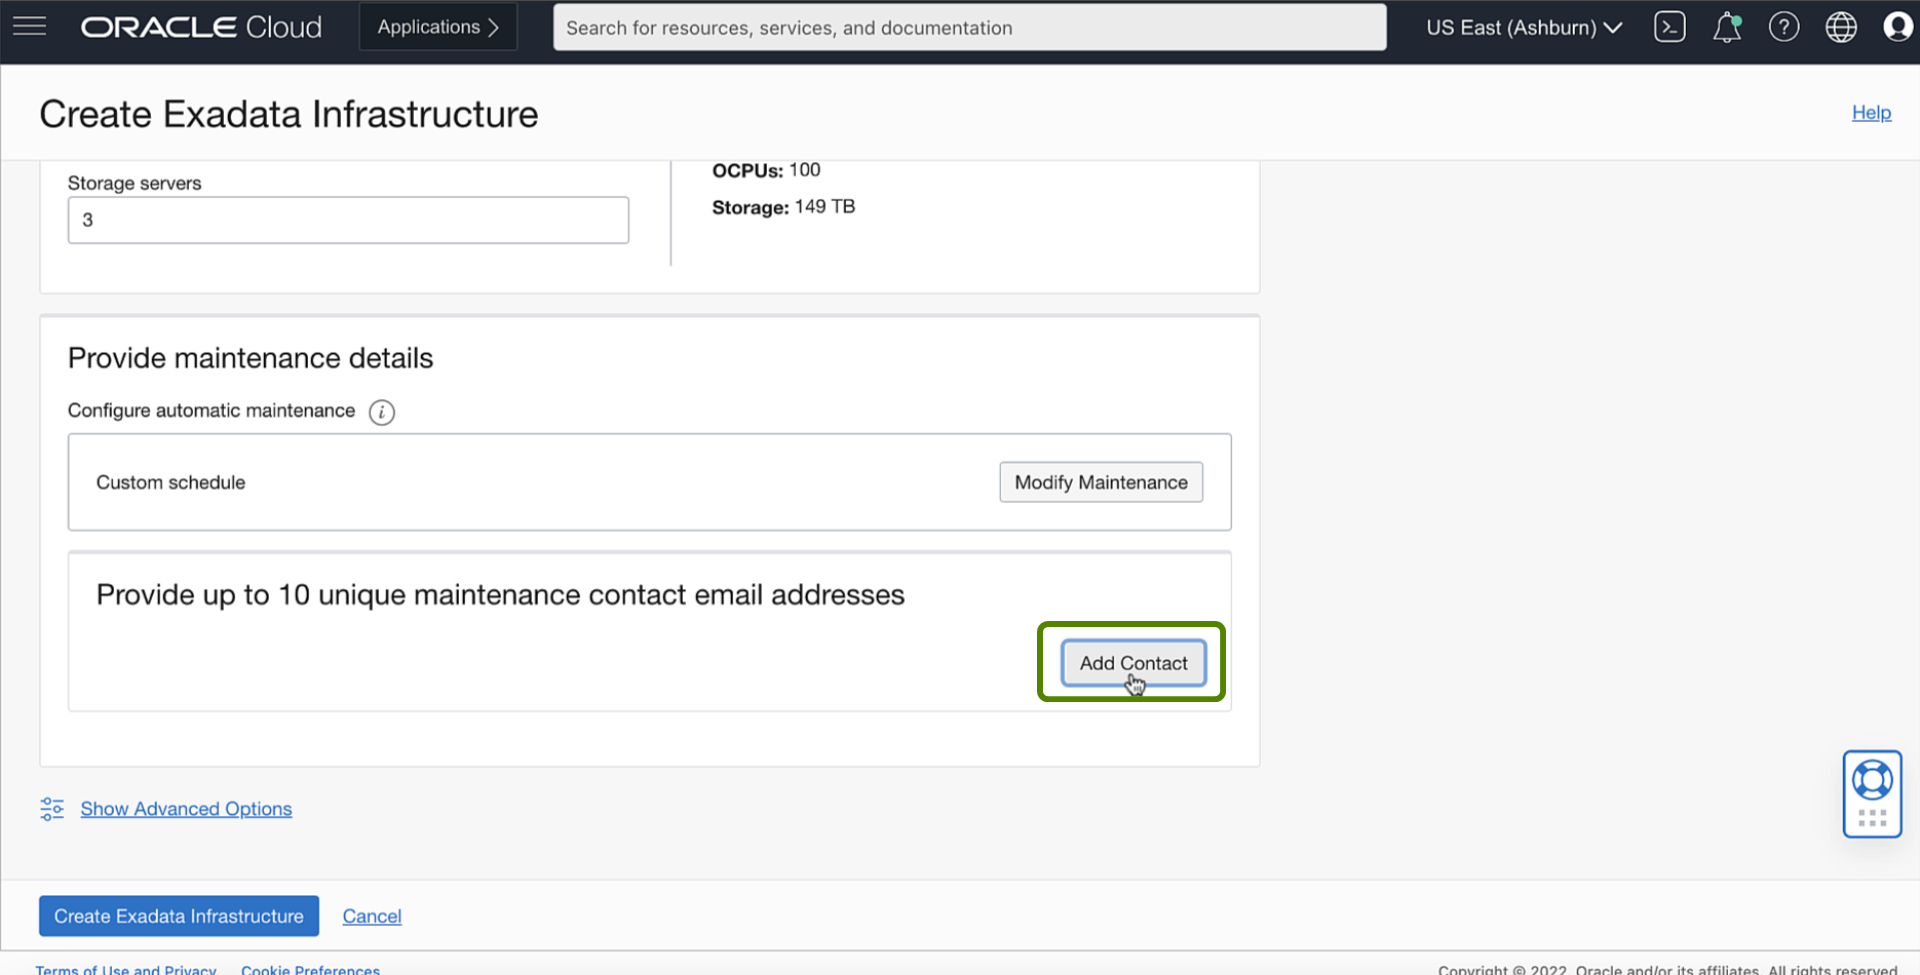 ORACLE Cloud
Applications
Search for resources, services, and documentation
US East (Ashburn)
Create Exadata Infrastructure
Help
Storage servers
3
OCPUs: 100
Storage: 149 TB
Provide maintenance details
Configure automatic maintenance
Custom schedule
Modify Maintenance
Provide up to 10 unique maintenance contact email addresses
Add Contact
Show Advanced Options
Create Exadata Infrastructure
Cancel
Terms of Use and Privacy
Cookie Preferences
Copyright © 2022, Oracle and/or its affiliates. All rights reserved.